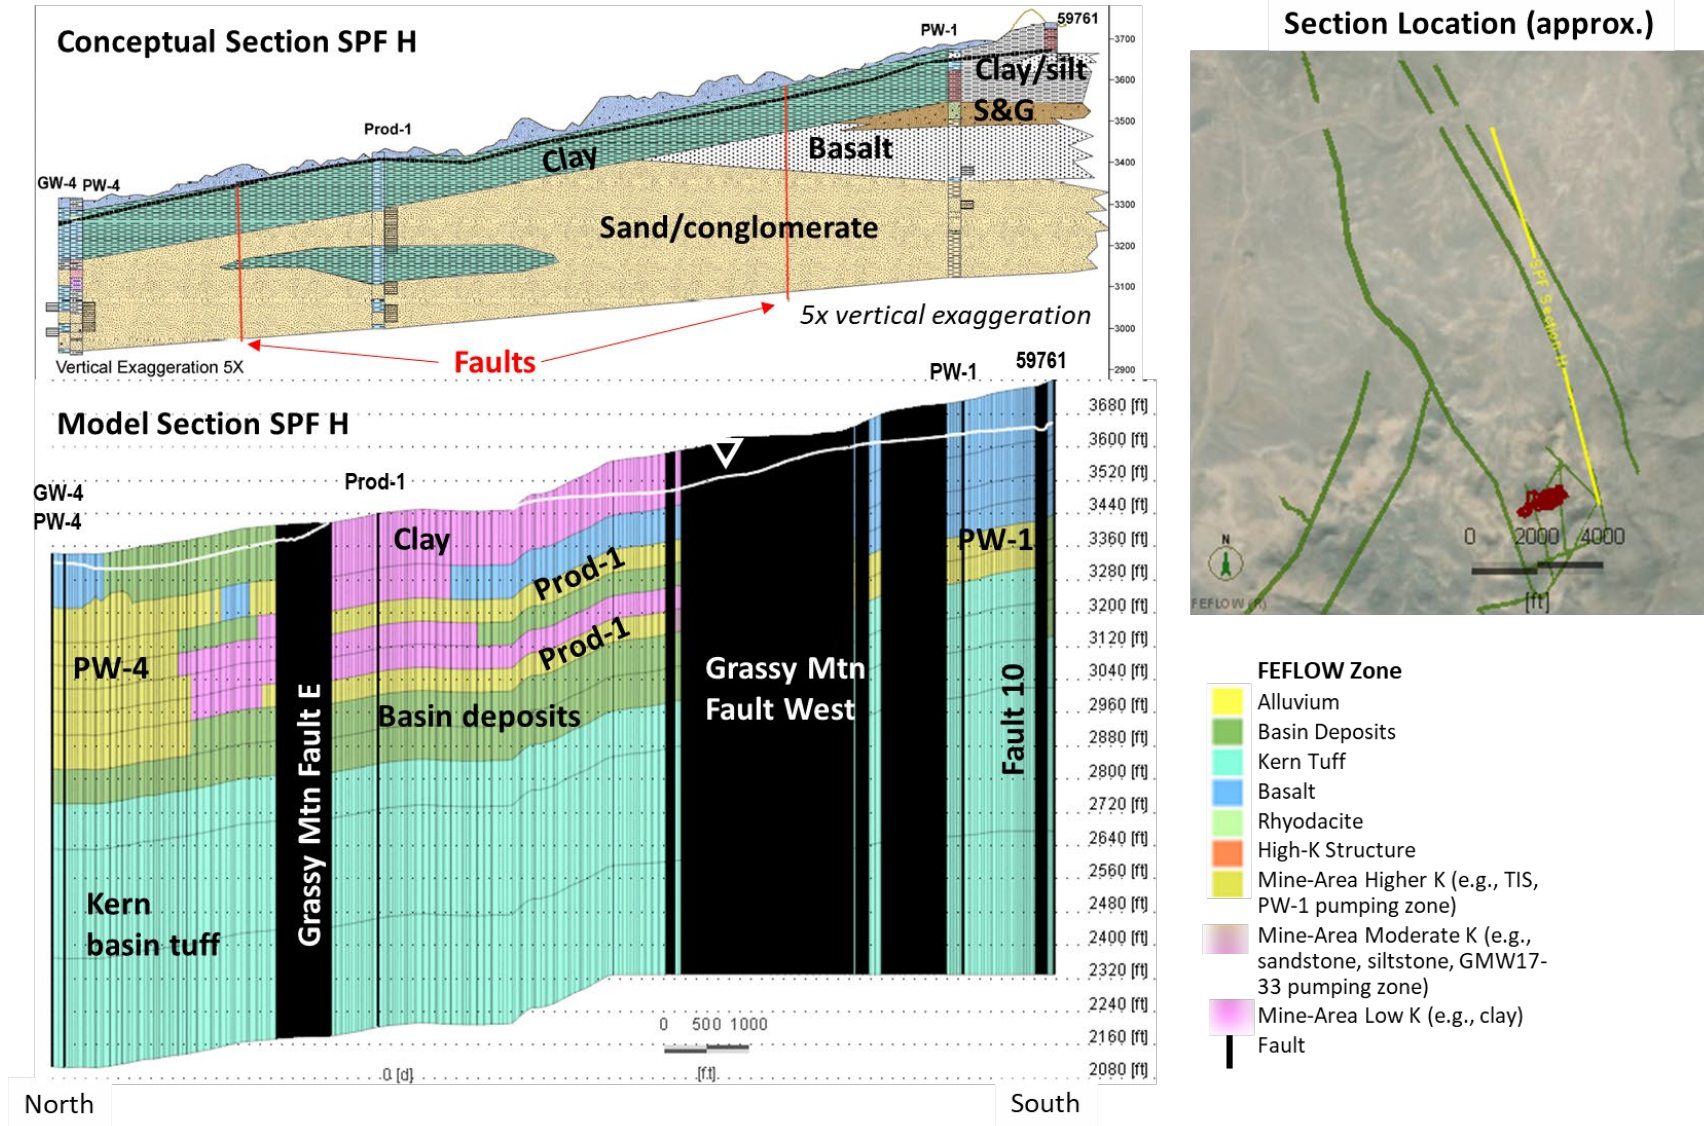 Conceptual Section SPF H
59761
PW-1
3700
Clay/silt
3600
S&G
3500
Prod-1
Basalt
Clay
3400
GW-4 PW-4
3300
Sand/conglomerate
3200
3100
5x vertical exaggeration
3000
Faults
Vertical Exaggeration 5X
2900
59761
PW-1
Model Section SPF H
3680 [ft]
3600 [ft]
3520 [ft]
3440 [ft]
3360 [ft]
3280 [ft]
3200 [ft]
3120 [ft]
3040 [ft]
2960 [ft]
2880 [ft]
2800 [ft]
2720 [ft]
2640 [ft]
2560 [ft]
2480 [ft]
2400 [ft]
2320 [ft]
2240 [ft]
2160 [ft]
2080 [ft]
Prod-1
GW-4
PW-4
Clay
Prod-1
PW-1
Prod-1
PW-4
Grassy Mtn
Fault West
Basin deposits
Grassy Mtn Fault E
Fault 10
Kern
basin tuff
0 500 1000
0 [d]
[ft]
North
South
Section Location (approx.)
SPF Section H
N
0 2000 4000
[ft]
FEFLOW (R)
FEFLOW Zone
Alluvium
Basin Deposits
Kern Tuff
Basalt
Rhyodacite
High-K Structure
Mine-Area Higher K (e.g., TIS,
PW-1 pumping zone)
Mine-Area Moderate K (e.g.,
sandstone, siltstone, GMW17-
33 pumping zone)
Mine-Area Low K (e.g., clay)
Fault